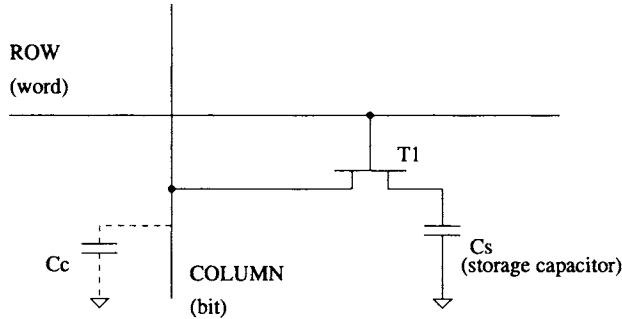 ROW
(word)
T1
Cs
(storage capacitor)
Cc
COLUMN
(bit)